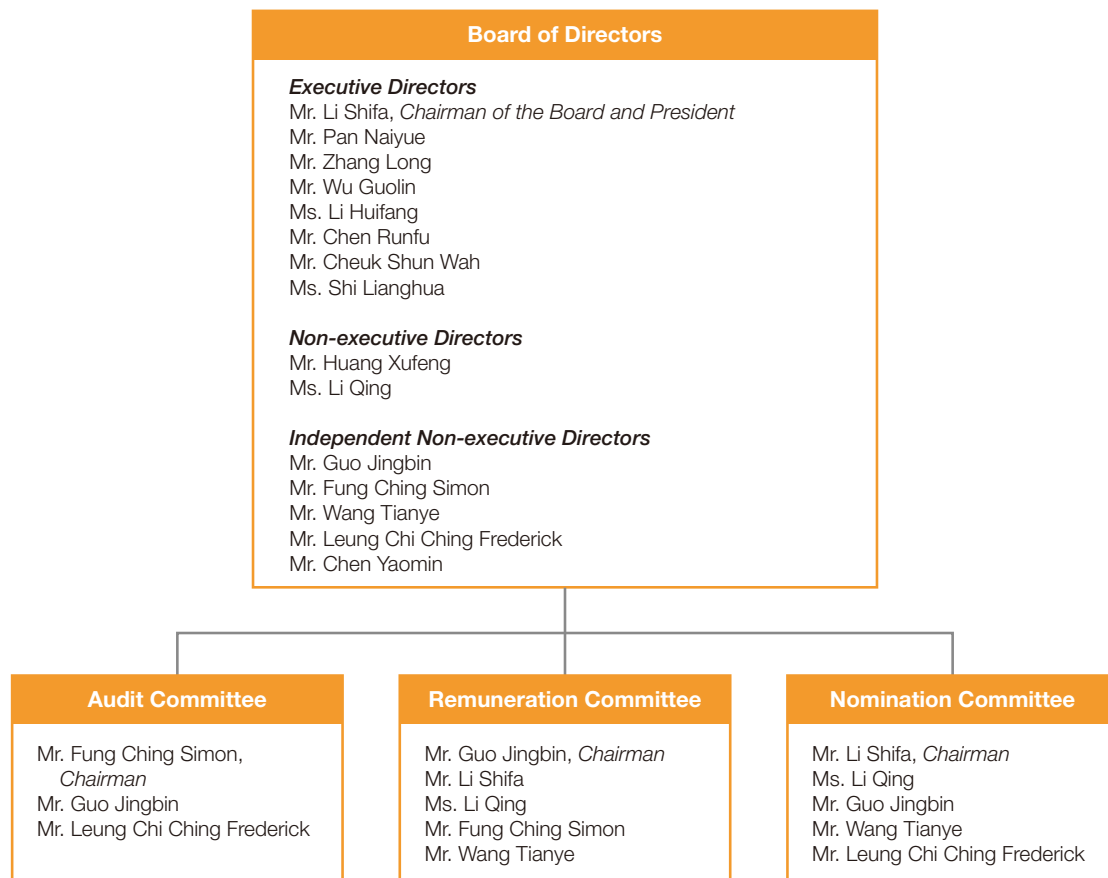 Board of Directors
Executive Directors
Mr. Li Shifa, Chairman of the Board and President
Mr. Pan Naiyue
Mr. Zhang Long
Mr. Wu Guolin
Ms. Li Huifang
Mr. Chen Runfu
Mr. Cheuk Shun Wah
Ms. Shi Lianghua
Non-executive Directors
Mr. Huang Xufeng
Ms. Li Qing
Independent Non-executive Directors
Mr. Guo Jingbin
Mr. Fung Ching Simon
Mr. Wang Tianye
Mr. Leung Chi Ching Frederick
Mr. Chen Yaomin
Audit Committee
Mr. Fung Ching Simon,
Chairman
Mr. Guo Jingbin
Mr. Leung Chi Ching Frederick
Remuneration Committee
Mr. Guo Jingbin, Chairman
Mr. Li Shifa
Ms. Li Qing
Mr. Fung Ching Simon
Mr. Wang Tianye
Nomination Committee
Mr. Li Shifa, Chairman
Ms. Li Qing
Mr. Guo Jingbin
Mr. Wang Tianye
Mr. Leung Chi Ching Frederick